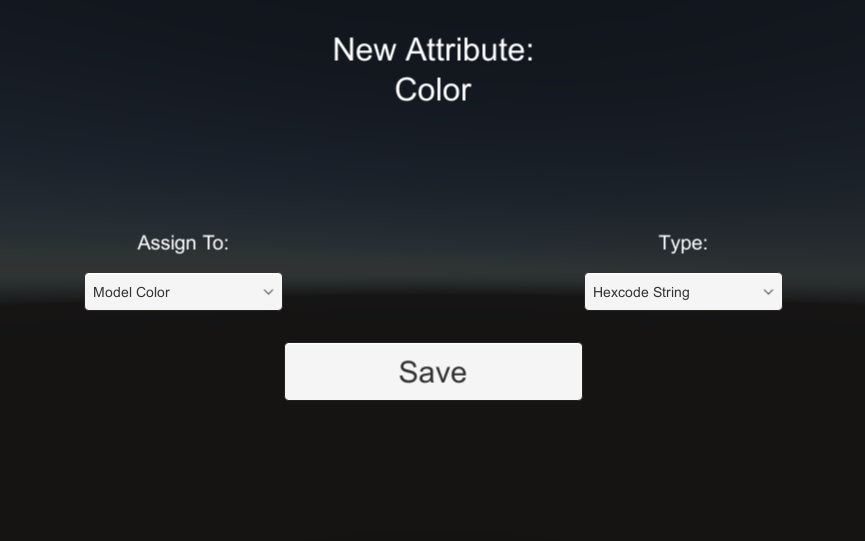 New Attribute:
Color
Assign To:
Type:
Model Color
Hexcode String
Save